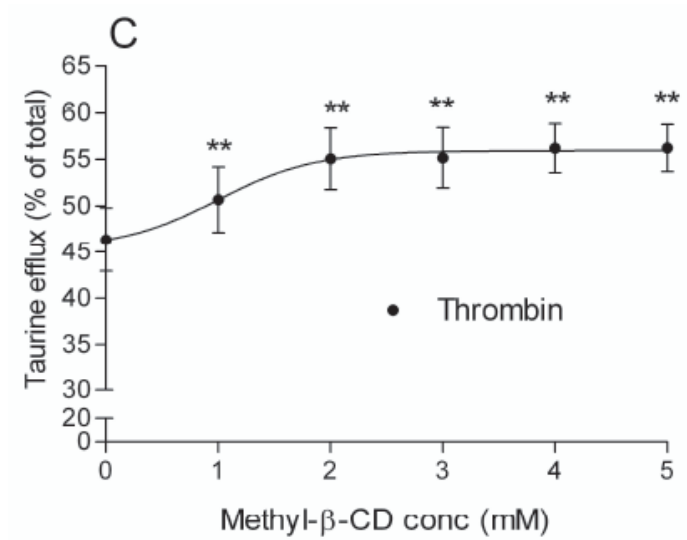 C
65
60
55
50
45
40
35
30
20
0
Taurine efflux (% of total)
** ** ** ** **
Thrombin
0 1 2 3 4 5
Methyl-β-CD conc (mM)